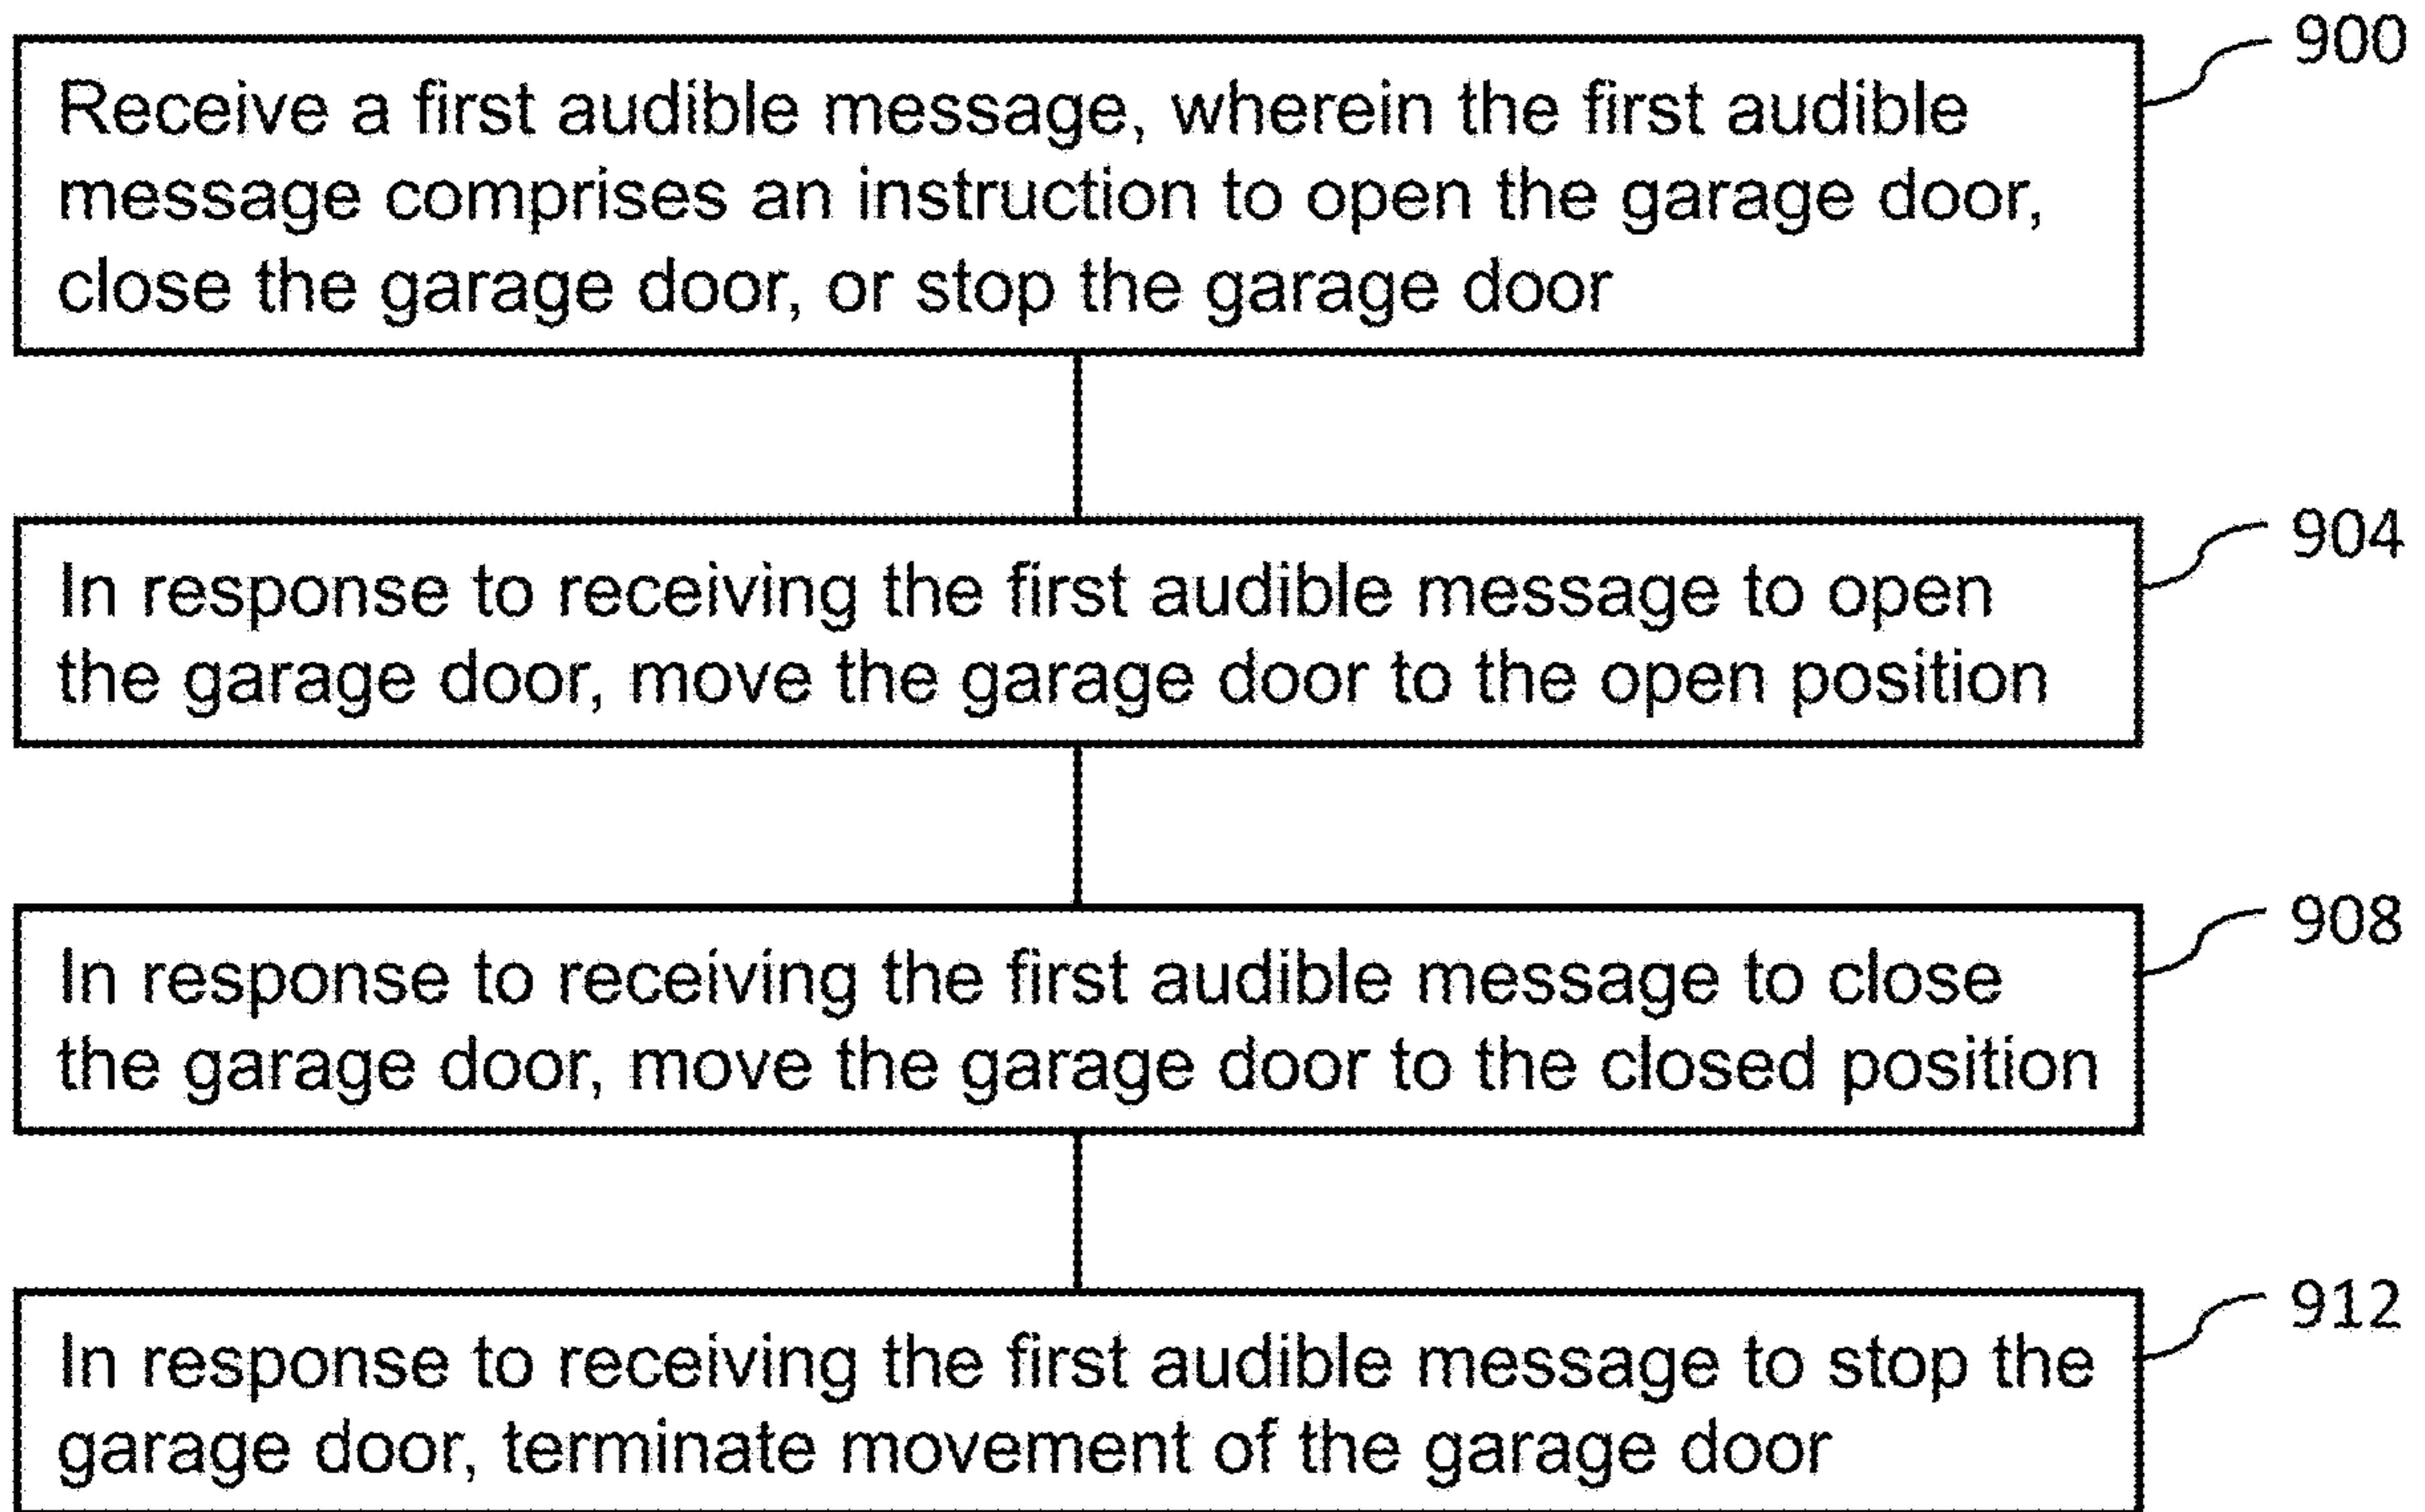 900
Receive a first audible message, wherein the first audible
message comprises an instruction to open the garage door,
close the garage door, or stop the garage door
904
In response to receiving the first audible message to open
the garage door, move the garage door to the open position
908
In response to receiving the first audible message to close
the garage door, move the garage door to the closed position
912
In response to receiving the first audible message to stop the
garage door, terminate movement of the garage door